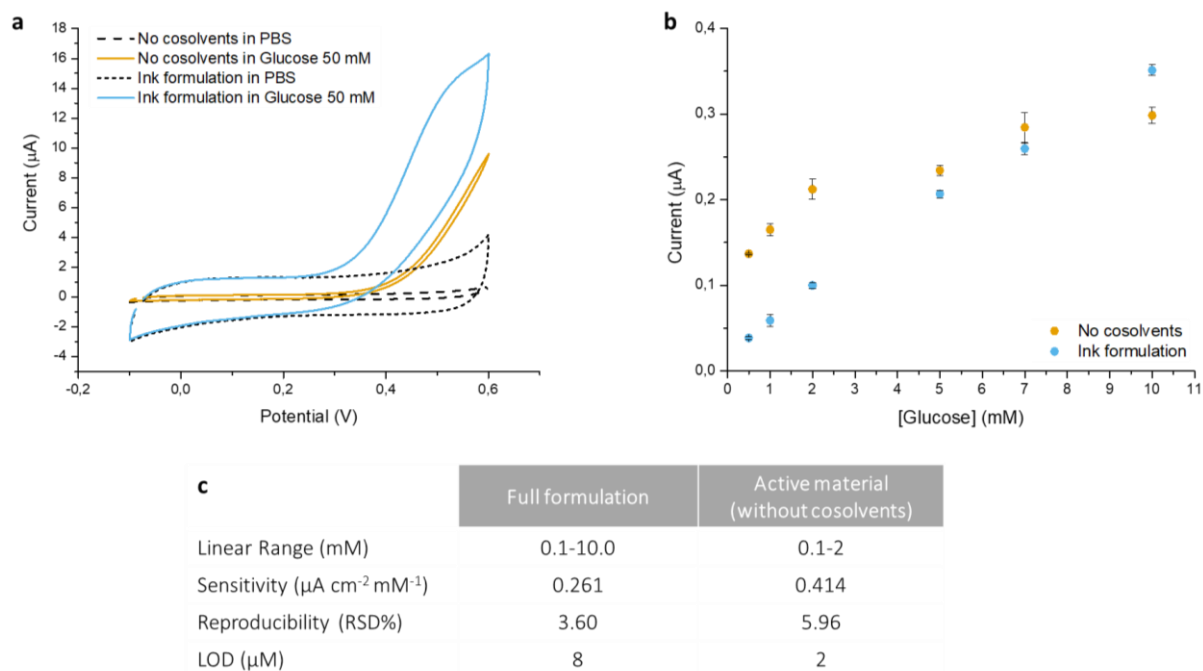 a
18
16
14
12
10
8
6
4
2
0
-2
-4
Current (µA)
No cosolvents in PBS
No cosolvents in Glucose 50 mM
Ink formulation in PBS
Ink formulation in Glucose 50 mM
-0,2 0,0 0,2 0,4 0,6
Potential (V)
b
0,4
0,3
0,2
0,1
0,0
Current (µA)
No cosolvents
Ink formulation
0 1 2 3 4 5 6 7 8 9 10 11
[Glucose] (mM)
c Full formulation Active material
(without cosolvents)
Linear Range (mM) 0.1-10.0 0.1-2
Sensitivity (µA cm⁻² mM⁻¹) 0.261 0.414
Reproducibility (RSD%) 3.60 5.96
LOD (µM) 8 2